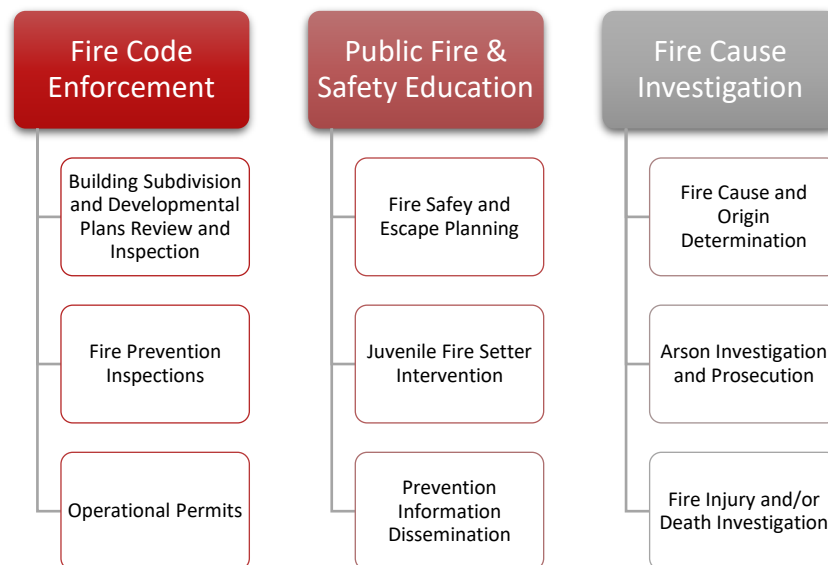 Fire Code
Enforcement
Building Subdivision
and Developmental
Plans Review and
Inspection
Fire Prevention
Inspections
Operational Permits
Public Fire &
Safety Education
Fire Safey and
Escape Planning
Juvenile Fire Setter
Intervention
Prevention
Information
Dissemination
Fire Cause
Investigation
Fire Cause and
Origin
Determination
Arson Investigation
and Prosecution
Fire Injury and/or
Death Investigation